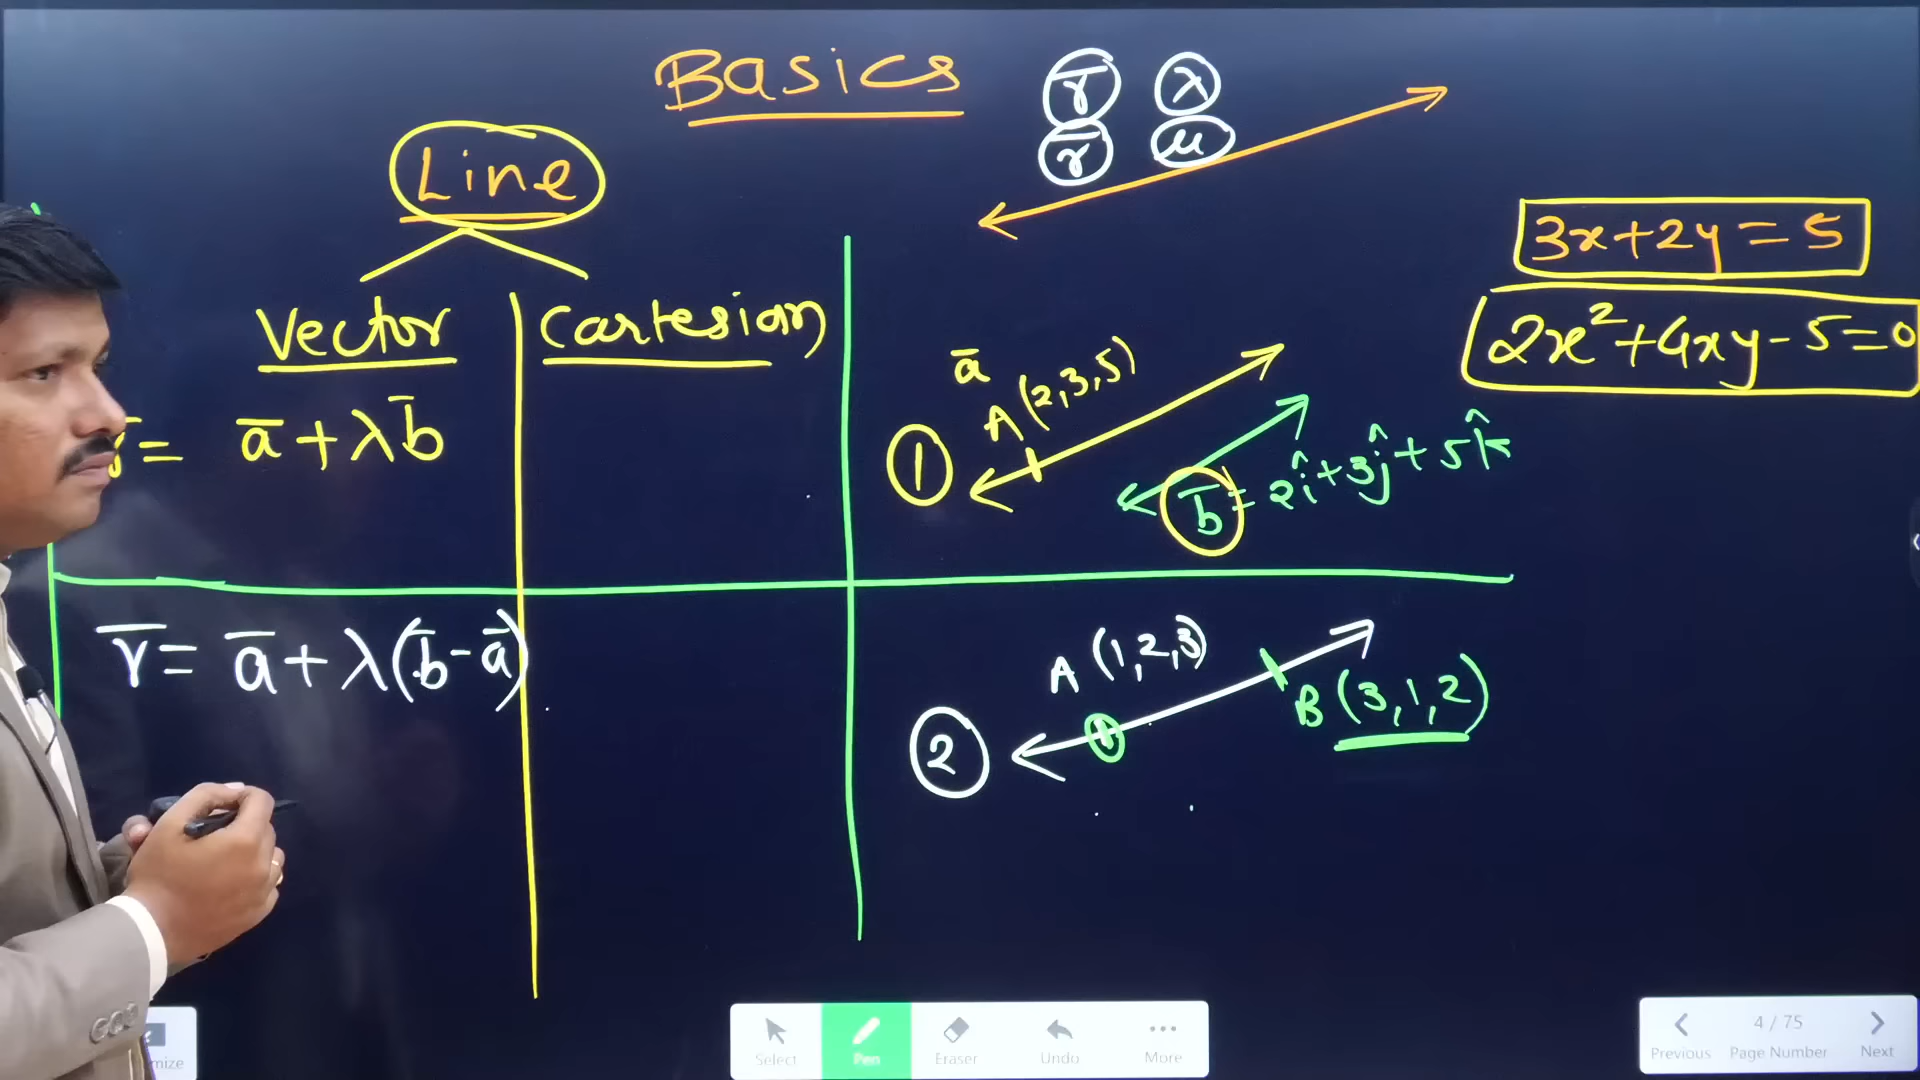 Basics
r̄ λ
r̄ μ
Line
3x+2y=5
Vector Cartesian
2x²+4xy-5=0
r̄= ā+λb̄
ā
A(2,3,5)
1
b̄=2î+3ĵ+5k̂
r̄= ā+λ(b̄-ā)
A(1,2,3)
B(3,1,2)
2
Select Pen Eraser Undo More
4 / 75
Previous Page Number Next